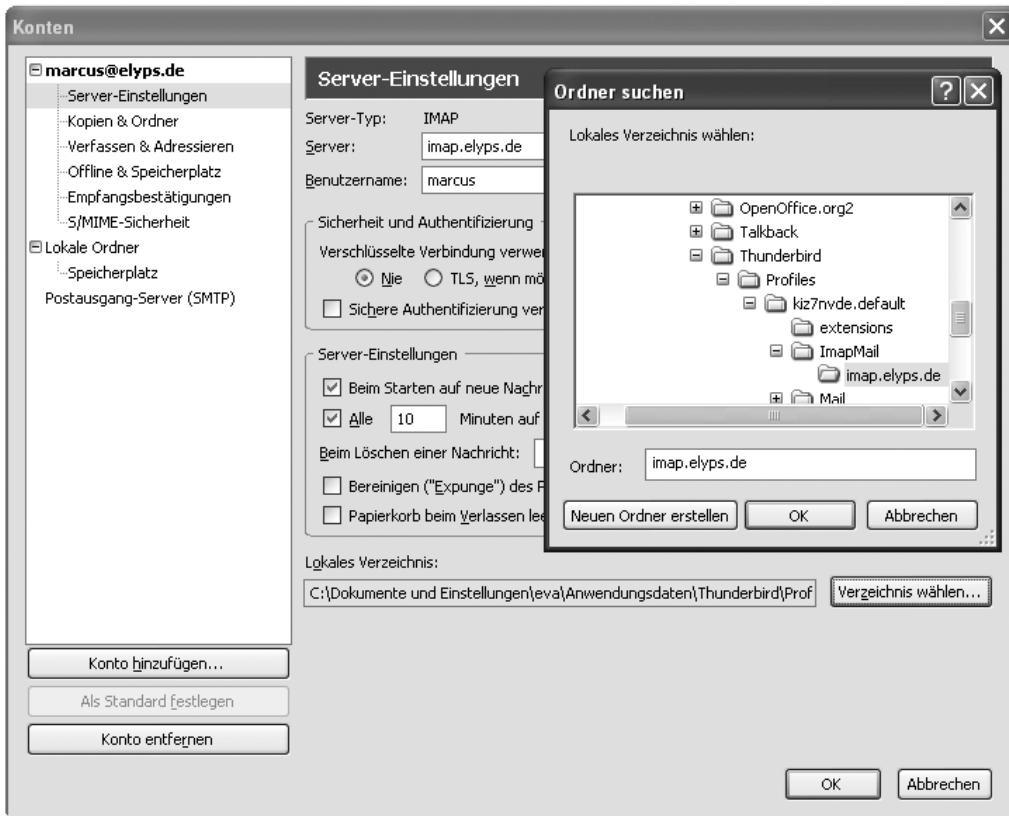 Konten
marcus@elyps.de
Server-Einstellungen
Kopien & Ordner
Verfassen & Adressieren
Offline & Speicherplatz
Empfangsbestätigungen
S/MIME-Sicherheit
Lokale Ordner
Speicherplatz
Postausgang-Server (SMTP)
Konto hinzufügen...
Als Standard festlegen
Konto entfernen
Server-Einstellungen
Server-Typ: IMAP
Server: imap.elyps.de
Benutzername: marcus
Sicherheit und Authentifizierung
Verschlüsselte Verbindung verwen
Nie TLS, wenn mö
Sichere Authentifizierung ver
Server-Einstellungen
Beim Starten auf neue Nachr
Alle 10 Minuten auf
Beim Löschen einer Nachricht:
Bereinigen ("Expunge") des P
Papierkorb beim Verlassen lee
Lokales Verzeichnis:
C:\Dokumente und Einstellungen\eva\Anwendungsdaten\Thunderbird\Prof Verzeichnis wählen...
Ordner suchen
Lokales Verzeichnis wählen:
OpenOffice.org2
Talkback
Thunderbird
Profiles
kiz7nvde.default
extensions
ImapMail
imap.elyps.de
Mail
Ordner: imap.elyps.de
Neuen Ordner erstellen OK Abbrechen
OK Abbrechen